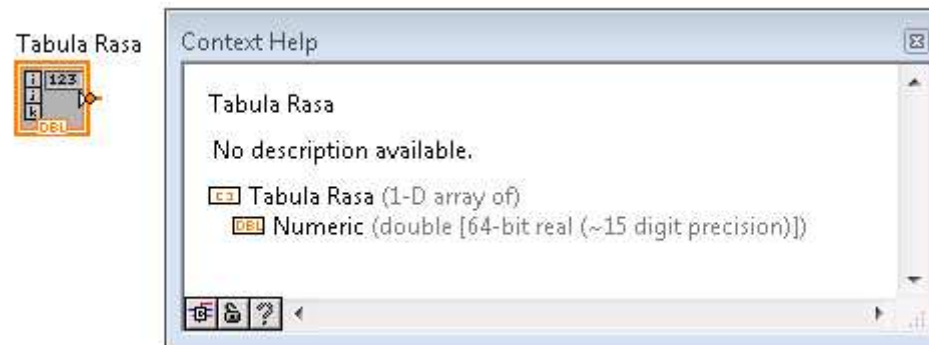 Tabula Rasa
i 123
j
k
DBL
Context Help
Tabula Rasa
No description available.
Tabula Rasa (1-D array of)
DBL Numeric (double [64-bit real (~15 digit precision)])
?